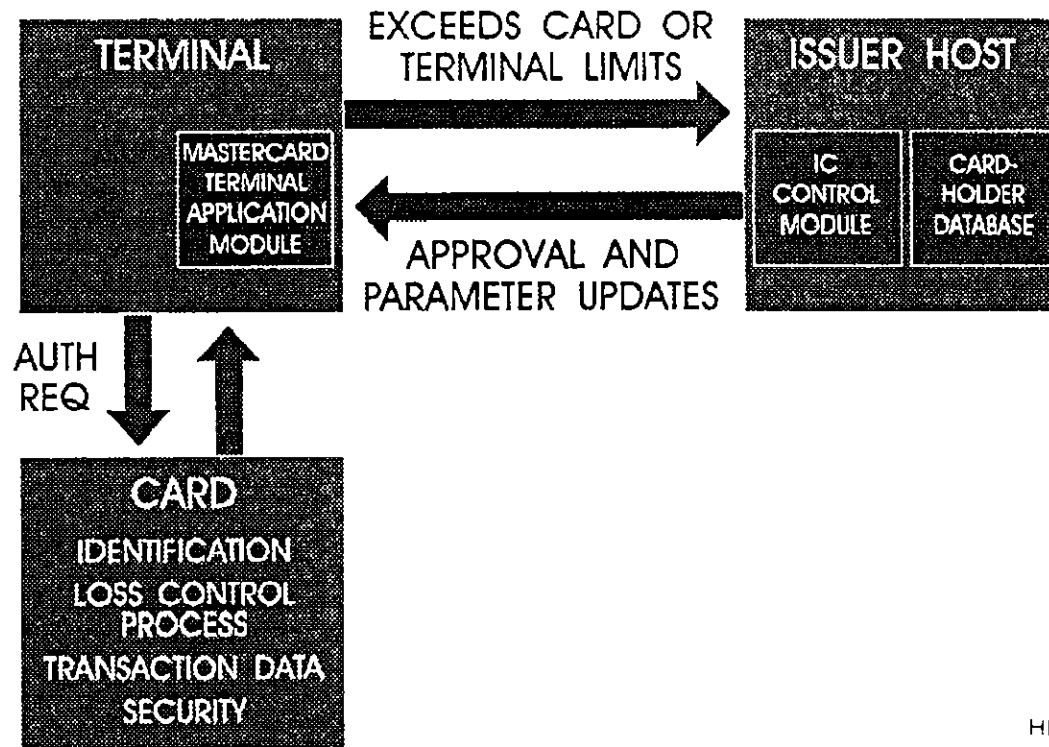 TERMINAL
MASTERCARD
TERMINAL
APPLICATION
MODULE
EXCEEDS CARD OR
TERMINAL LIMITS
APPROVAL AND
PARAMETER UPDATES
ISSUER HOST
IC
CONTROL
MODULE
CARD-
HOLDER
DATABASE
AUTH
REQ
CARD
IDENTIFICATION
LOSS CONTROL
PROCESS
TRANSACTION DATA
SECURITY